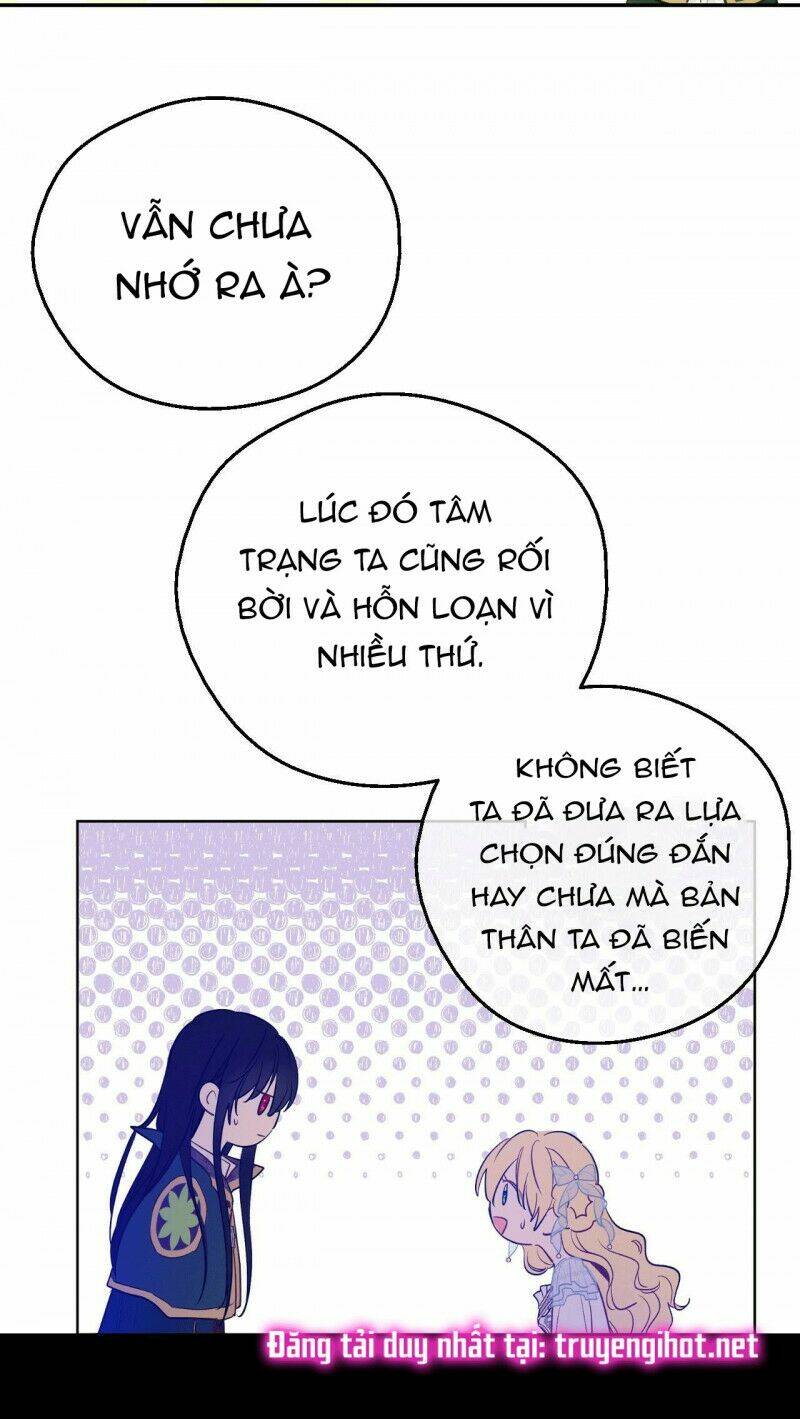 VẪN CHƯA
NHỚ RA À?
LÚC ĐÓ TÂM
TRẠNG TA CŨNG RỐI
BỜI VÀ HỖN LOẠN VÌ
NHIỀU THỨ.
KHÔNG BIẾT
TA ĐÃ ĐƯA RA LỰA
CHỌN ĐÚNG ĐẮN
HAY CHƯA MÀ BẢN
THÂN TA ĐÃ BIẾN
MẤT...
Đăng tải duy nhất tại: truyengihot.net